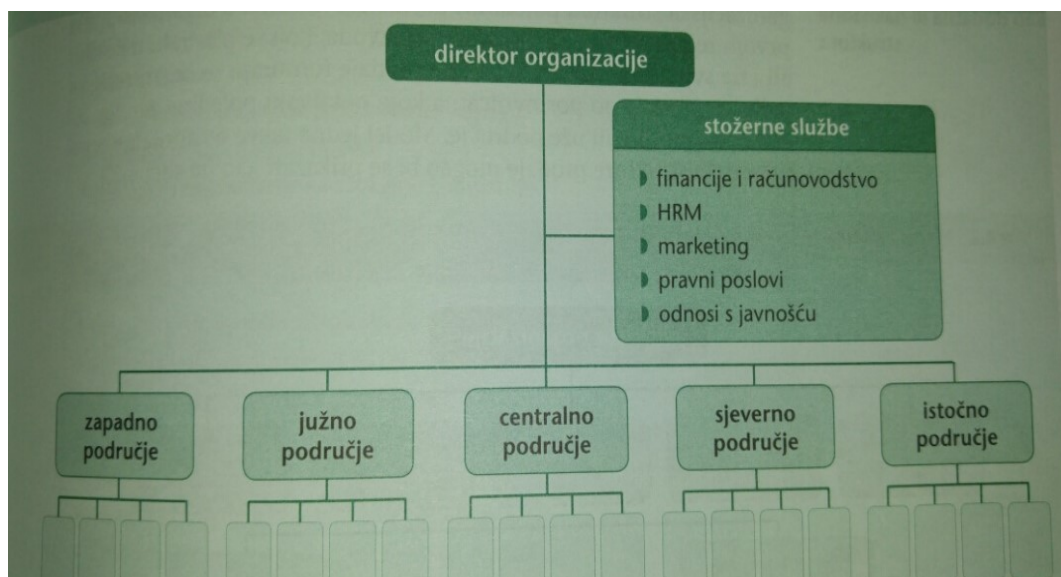 direktor organizacije
stožerne službe
financije i računovodstvo
HRM
marketing
pravni poslovi
odnosi s javnošću
zapadno
područje
južno
područje
centralno
područje
sjeverno
područje
istočno
područje